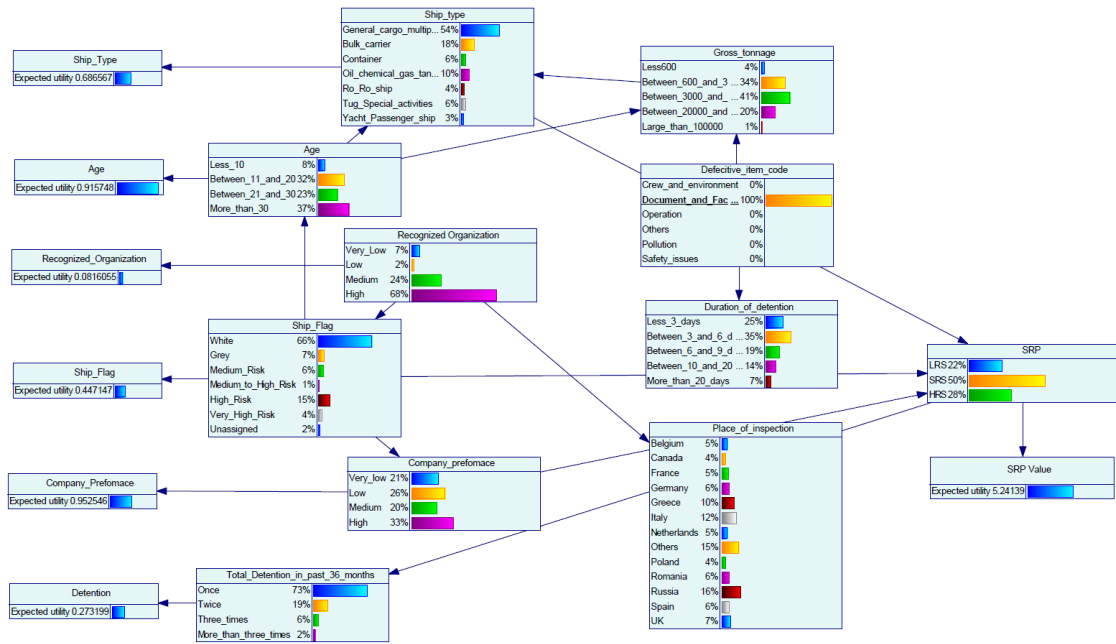 Ship_type
General_cargo_multip... 54%
Bulk_carrier 18%
Container 6%
Oil_chemical_gas_tan... 10%
Ro_Ro_ship 4%
Tug_Special_activities 6%
Yacht_Passenger_ship 3%
Ship_Type
Expected utility 0.686567
Gross_tonnage
Less600 4%
Between_600_and_3 ... 34%
Between_3000_and_ ... 41%
Between_20000_and ... 20%
Large_than_100000 1%
Age
Less_10 8%
Between_11_and_20 32%
Between_21_and_30 23%
More_than_30 37%
Age
Expected utility 0.915748
Defecitive_item_code
Crew_and_environment 0%
Document_and_Fac ... 100%
Operation 0%
Others 0%
Pollution 0%
Safety_issues 0%
Recognized Organization
Very_Low 7%
Low 2%
Medium 24%
High 68%
Recognized_Organization
Expected utility 0.0816055
Duration_of_detention
Less_3_days 25%
Between_3_and_6_d ... 35%
Between_6_and_9_d ... 19%
Between_10_and_20 ... 14%
More_than_20_days 7%
Ship_Flag
White 66%
Grey 7%
Medium_Risk 6%
Medium_to_High_Risk 1%
High_Risk 15%
Very_High_Risk 4%
Unassigned 2%
Ship_Flag
Expected utility 0.447147
SRP
LRS 22%
SRS 50%
HRS 28%
Place_of_inspection
Belgium 5%
Canada 4%
France 5%
Germany 6%
Greece 10%
Italy 12%
Netherlands 5%
Others 15%
Poland 4%
Romania 6%
Russia 16%
Spain 6%
UK 7%
Company_prefomace
Very_low 21%
Low 26%
Medium 20%
High 33%
Company_Prefomace
Expected utility 0.952546
SRP Value
Expected utility 5.24139
Total_Detention_in_past_36_months
Once 73%
Twice 19%
Three_times 6%
More_than_three_times 2%
Detention
Expected utility 0.273199